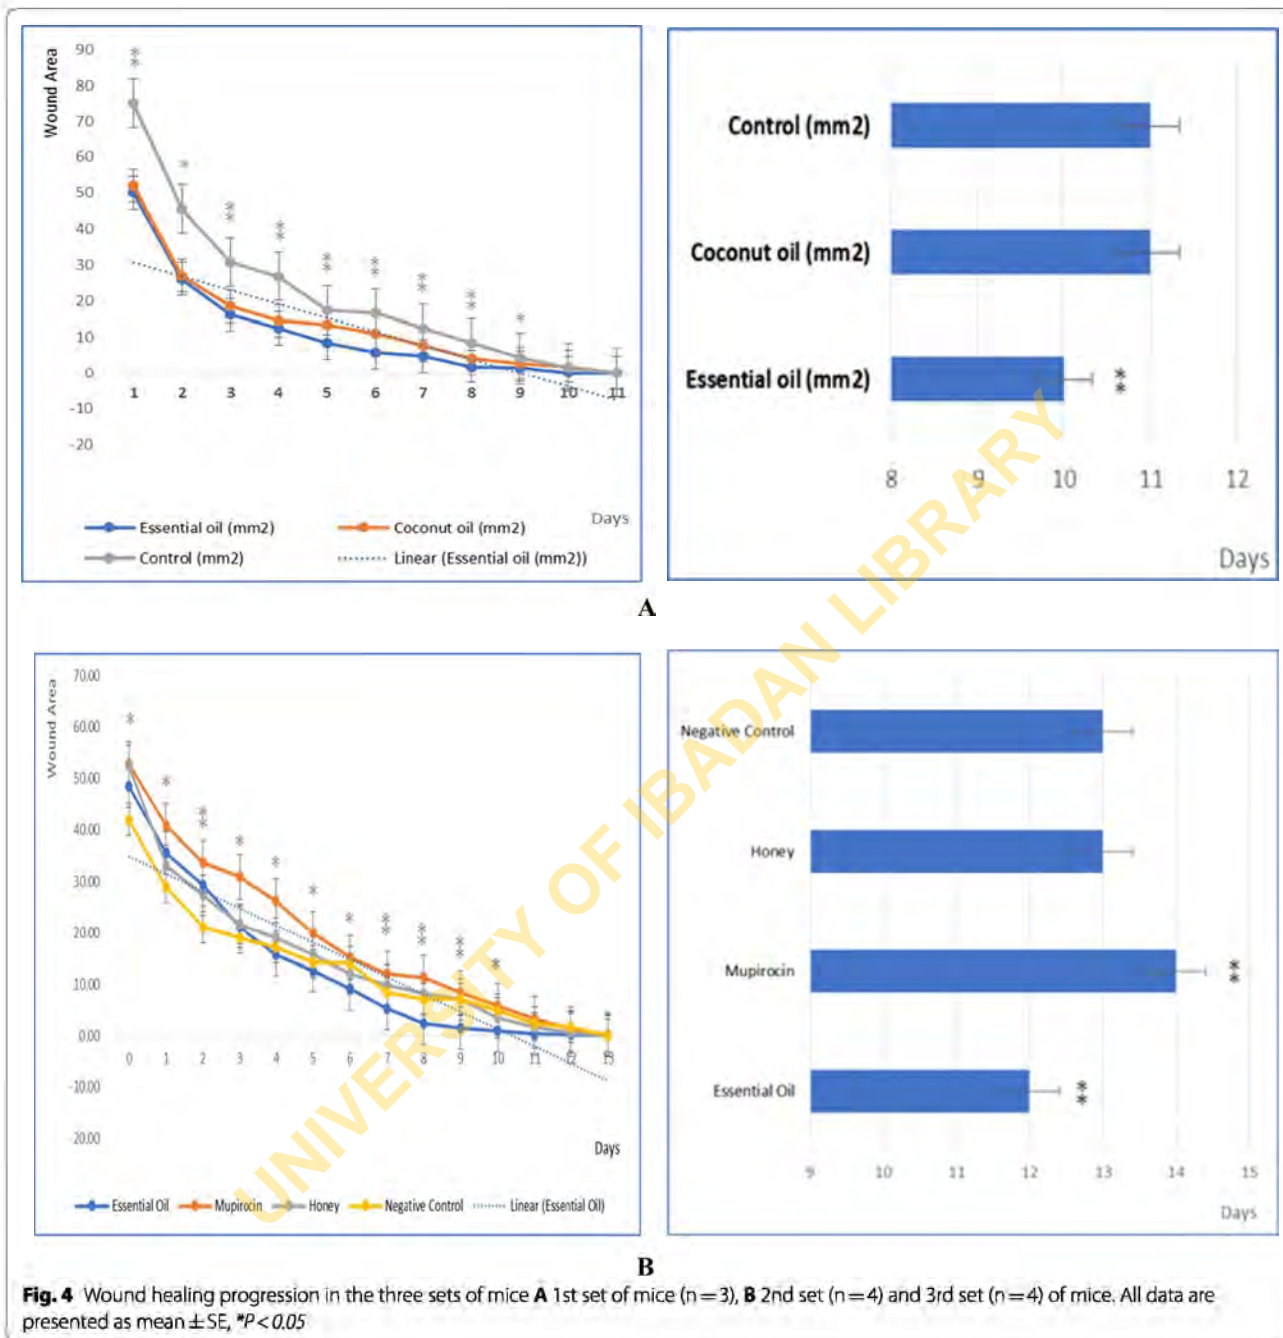 Wound Area
90
80
70
60
50
40
30
20
10
0
-10
-20
** * ** ** ** ** ** ** *
1 2 3 4 5 6 7 8 9 10 11
Days
Essential oil (mm2)
Coconut oil (mm2)
Control (mm2)
Linear (Essential oil (mm2))
Control (mm2)
Coconut oil (mm2)
Essential oil (mm2)
**
8 9 10 11 12
Days
A
Wound Area
70.00
60.00
50.00
40.00
30.00
20.00
10.00
0.00
-10.00
-20.00
* * ** * * * * ** ** ** *
0 1 2 3 4 5 6 7 8 9 10 11 12 13
Days
Essential Oil
Mupirocin
Honey
Negative Control
Linear (Essential Oil)
Negative Control
Honey
Mupirocin
**
Essential Oil
**
9 10 11 12 13 14 15
Days
B
UNIVERSITY OF IBADAN LIBRARY
Fig. 4 Wound healing progression in the three sets of mice A 1st set of mice (n=3), B 2nd set (n=4) and 3rd set (n=4) of mice. All data are
presented as mean ±SE, *P<0.05